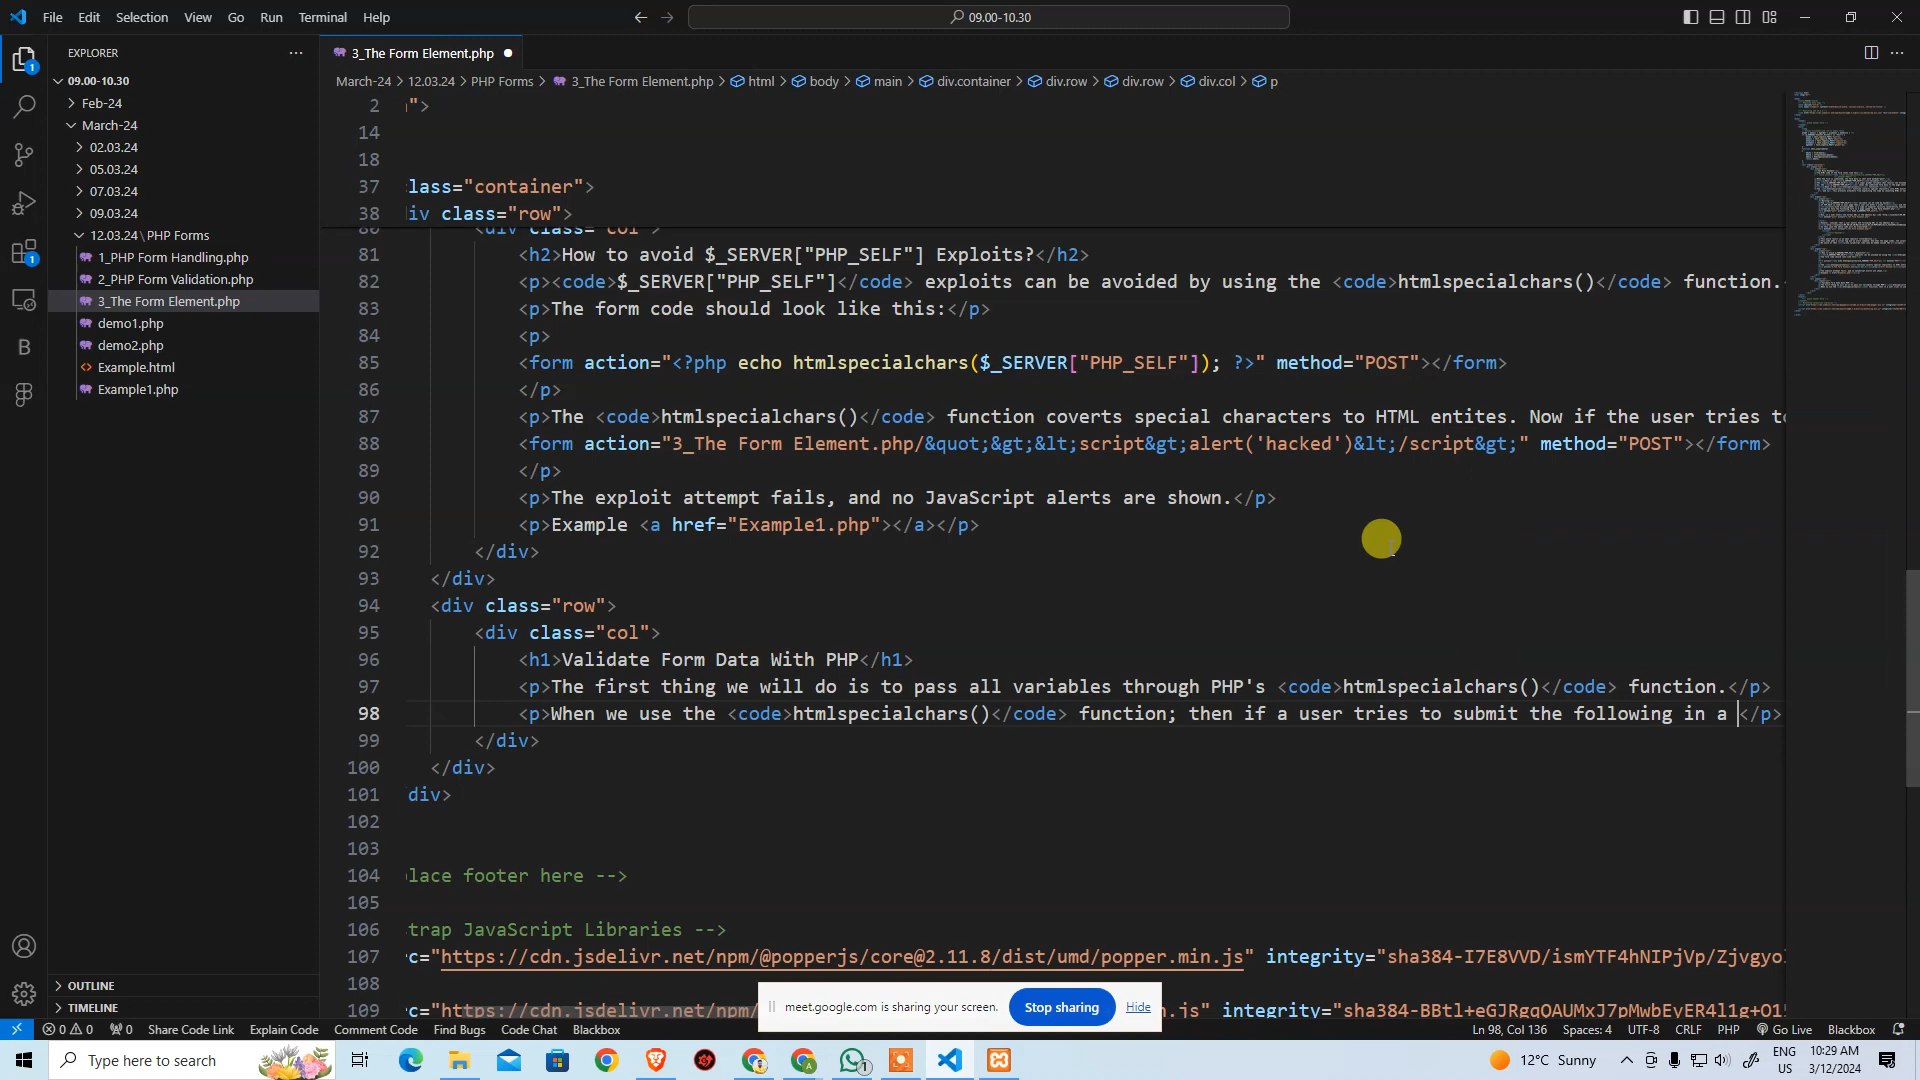 File Edit Selection View Go Run Terminal Help
09.00-10.30
EXPLORER
3_The Form Element.php
09.00-10.30
March-24 > 12.03.24 > PHP Forms > 3_The Form Element.php > html > body > main > div.container > div.row > div.row > div.col > p
Feb-24
March-24
02.03.24
05.03.24
07.03.24
09.03.24
12.03.24\PHP Forms
1_PHP Form Handling.php
2_PHP Form Validation.php
3_The Form Element.php
demo1.php
demo2.php
Example.html
Example1.php
2 ">
14
18
37 lass="container">
38 iv class="row">
80 <div class="col">
81 <h2>How to avoid $_SERVER["PHP_SELF"] Exploits?</h2>
82 <p><code>$_SERVER["PHP_SELF"]</code> exploits can be avoided by using the <code>htmlspecialchars()</code> function.
83 <p>The form code should look like this:</p>
84 <p>
85 <form action="<?php echo htmlspecialchars($_SERVER["PHP_SELF"]); ?>" method="POST"></form>
86 </p>
87 <p>The <code>htmlspecialchars()</code> function coverts special characters to HTML entites. Now if the user tries to
88 <form action="3_The Form Element.php/&quot;&gt;&lt;script&gt;alert('hacked')&lt;/script&gt;" method="POST"></form>
89 </p>
90 <p>The exploit attempt fails, and no JavaScript alerts are shown.</p>
91 <p>Example <a href="Example1.php"></a></p>
92 </div>
93 </div>
94 <div class="row">
95 <div class="col">
96 <h1>Validate Form Data With PHP</h1>
97 <p>The first thing we will do is to pass all variables through PHP's <code>htmlspecialchars()</code> function.</p>
98 <p>When we use the <code>htmlspecialchars()</code> function; then if a user tries to submit the following in a </p>
99 </div>
100 </div>
101 div>
102
103
104 lace footer here -->
105
106 trap JavaScript Libraries -->
107 c="https://cdn.jsdelivr.net/npm/@popperjs/core@2.11.8/dist/umd/popper.min.js" integrity="sha384-I7E8VVD/ismYTF4hNIPjVp/Zjvgyo
108
109 c="https://cdn.jsdelivr.net/npm/ n.js" integrity="sha384-BBtl+eGJRgqQAUMxJ7pMwbEyER4l1g+O15
OUTLINE
TIMELINE
meet.google.com is sharing your screen. Stop sharing Hide
0 0 0 Share Code Link Explain Code Comment Code Find Bugs Code Chat Blackbox Ln 98, Col 136 Spaces: 4 UTF-8 CRLF PHP Go Live Blackbox
Type here to search
12°C Sunny
ENG
US
10:29 AM
3/12/2024